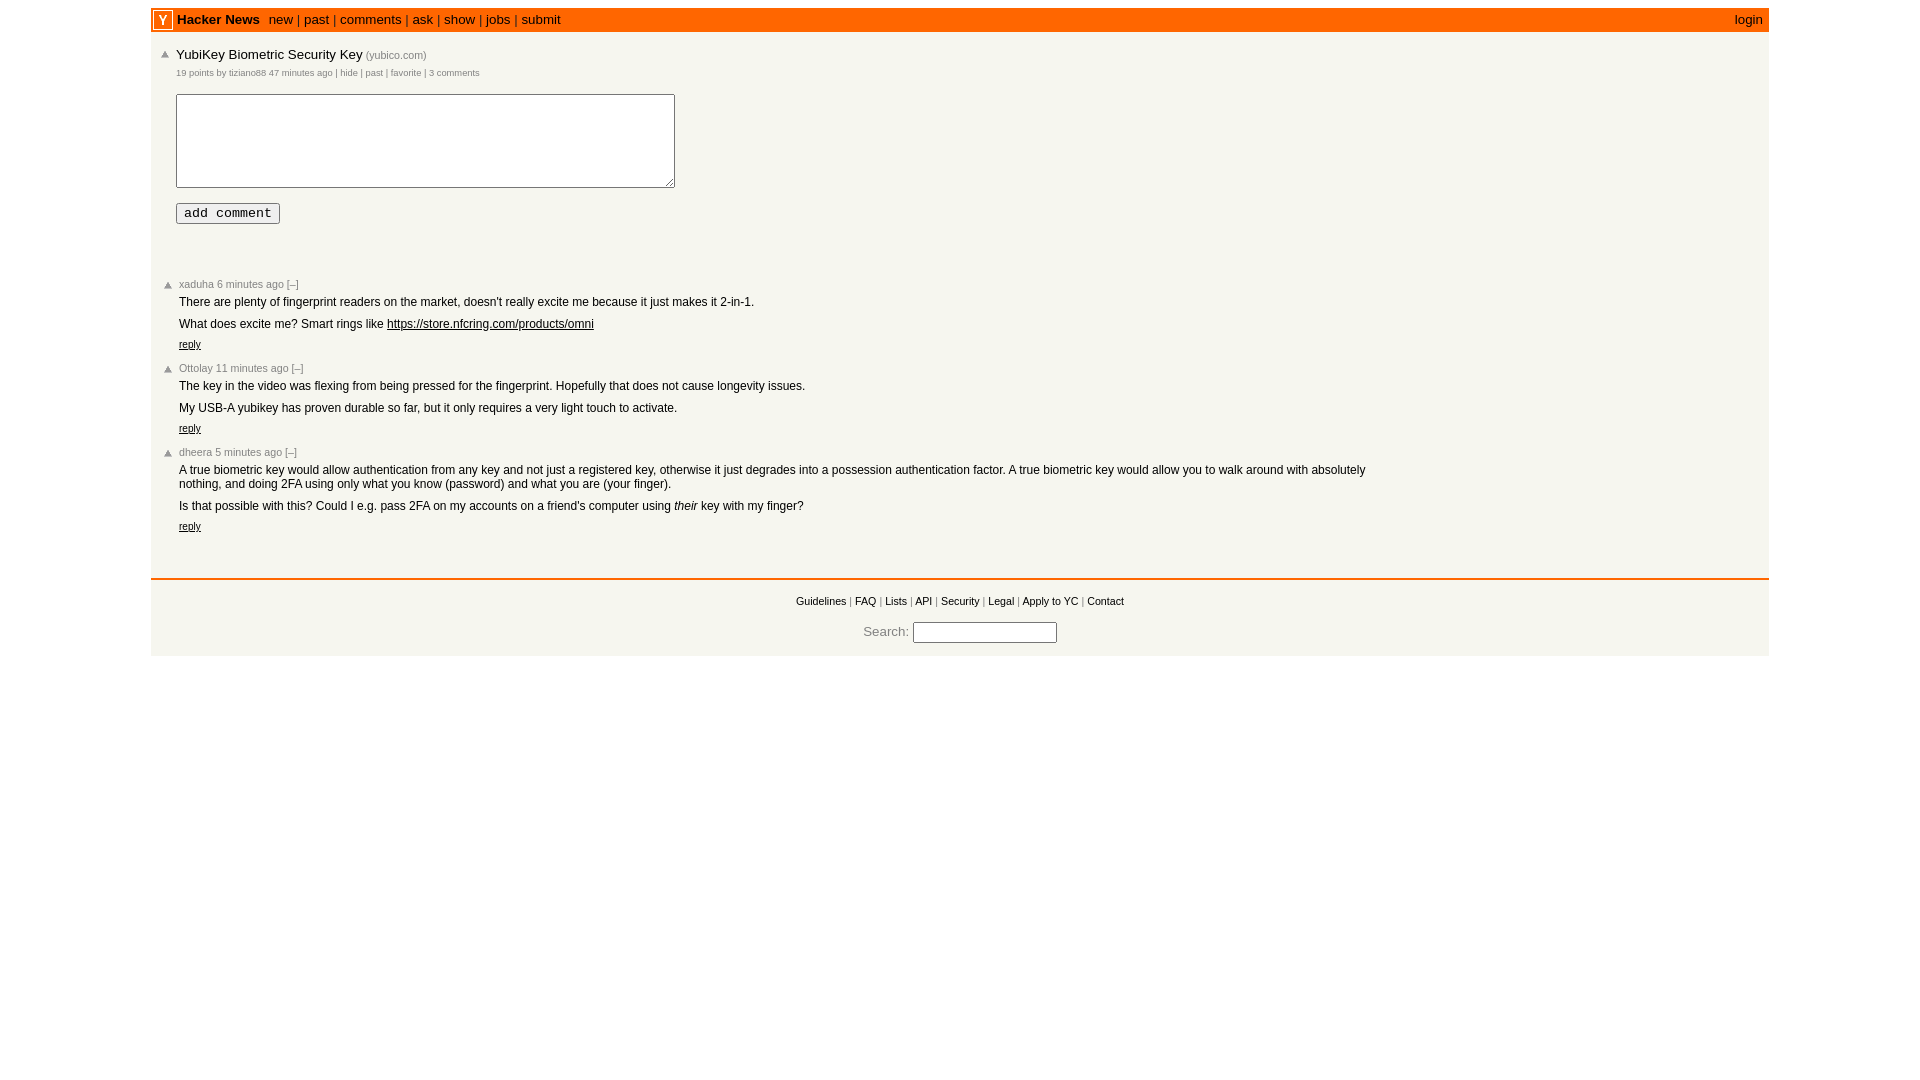 Y Hacker News new | past | comments | ask | show | jobs | submit login
YubiKey Biometric Security Key (yubico.com)
19 points by tiziano88 47 minutes ago | hide | past | favorite | 3 comments
add comment
xaduha 6 minutes ago [–]
There are plenty of fingerprint readers on the market, doesn't really excite me because it just makes it 2-in-1.
What does excite me? Smart rings like https://store.nfcring.com/products/omni
reply
Ottolay 11 minutes ago [–]
The key in the video was flexing from being pressed for the fingerprint. Hopefully that does not cause longevity issues.
My USB-A yubikey has proven durable so far, but it only requires a very light touch to activate.
reply
dheera 5 minutes ago [–]
A true biometric key would allow authentication from any key and not just a registered key, otherwise it just degrades into a possession authentication factor. A true biometric key would allow you to walk around with absolutely
nothing, and doing 2FA using only what you know (password) and what you are (your finger).
Is that possible with this? Could I e.g. pass 2FA on my accounts on a friend's computer using their key with my finger?
reply
Guidelines | FAQ | Lists | API | Security | Legal | Apply to YC | Contact
Search: